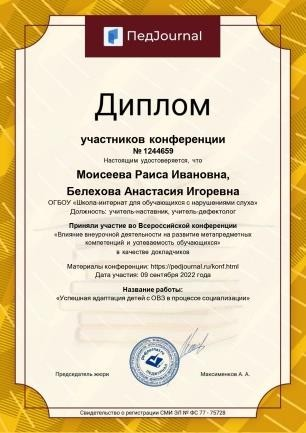 ПедJournal
Диплом
участников конференции
№ 1244659
Настоящим удостоверяется, что
Моисеева Раиса Ивановна,
Белехова Анастасия Игоревна
ОГБОУ «Школа-интернат для обучающихся с нарушениями слуха»
Должность: учитель-наставник, учитель-дефектолог
Приняли участие во Всероссийской конференции
«Влияние внеурочной деятельности на развитие метапредметных
компетенций и успеваемость обучающихся»
в качестве докладчиков
Материалы конференции: https://pedjournal.ru/konf.html
Дата участия: 09 сентября 2022 года
Название работы:
«Успешная адаптация детей с ОВЗ в процессе социализации»
Председатель жюри
Максименков А. А.
Свидетельство о регистрации СМИ ЭЛ № ФС 77 - 75728